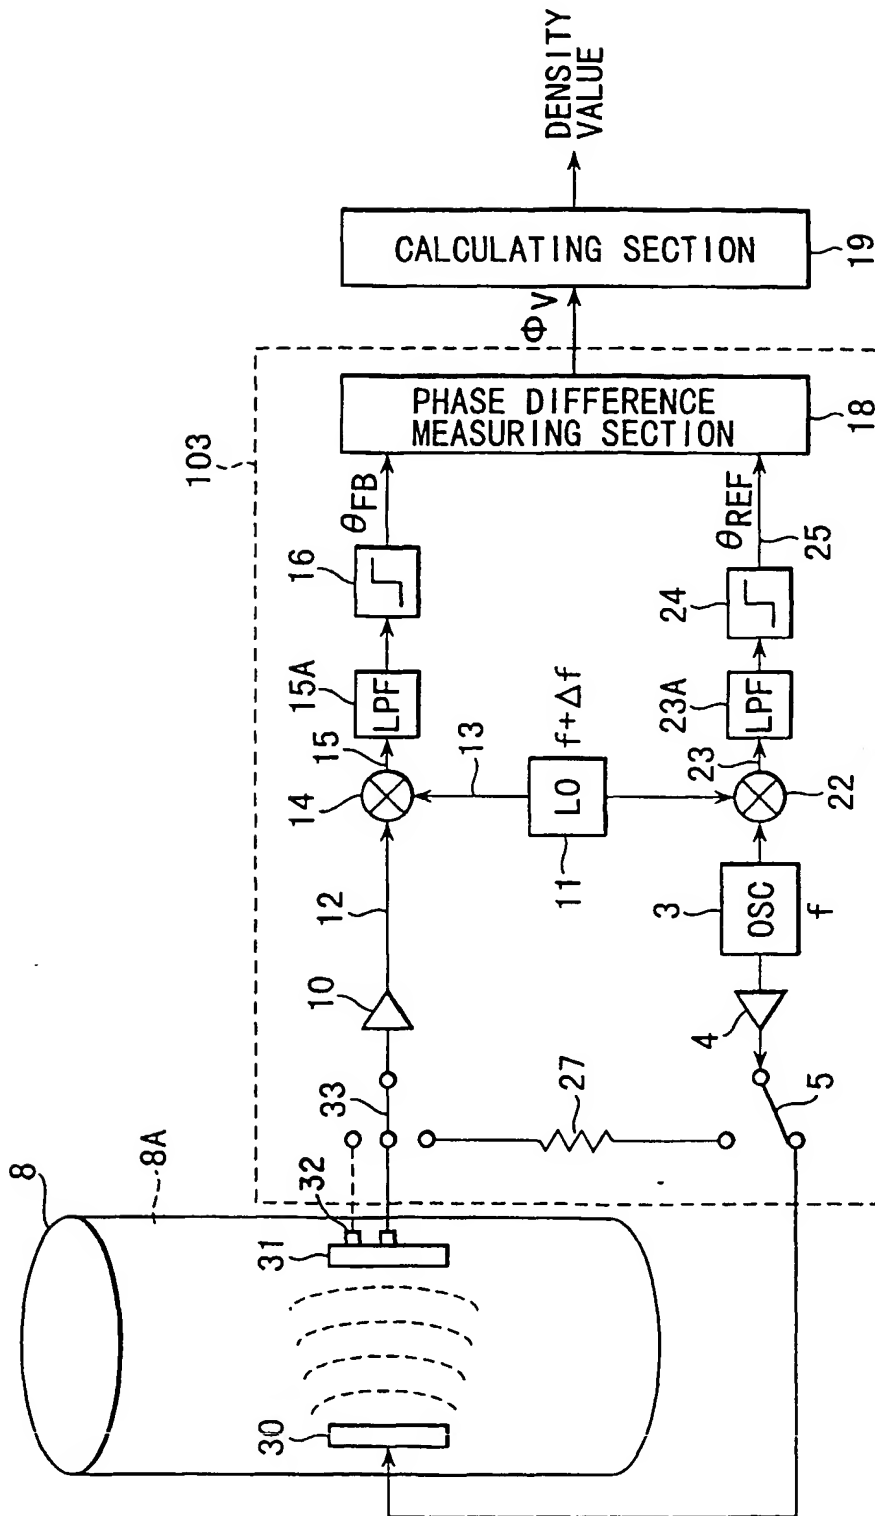 8
8A
103
32
31
30
33
10
12
14
15
15A
LPF
16
θFB
13
LO
f+Δf
11
27
5
4
3
OSC
f
22
23
23A
LPF
24
25
θREF
PHASE DIFFERENCE
MEASURING SECTION
18
ΦV
CALCULATING SECTION
19
DENSITY
VALUE